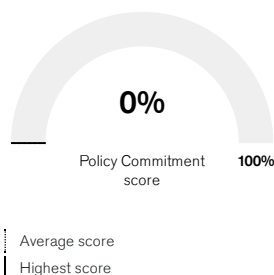 0%
Policy Commitment 100%
score
Average score
Highest score